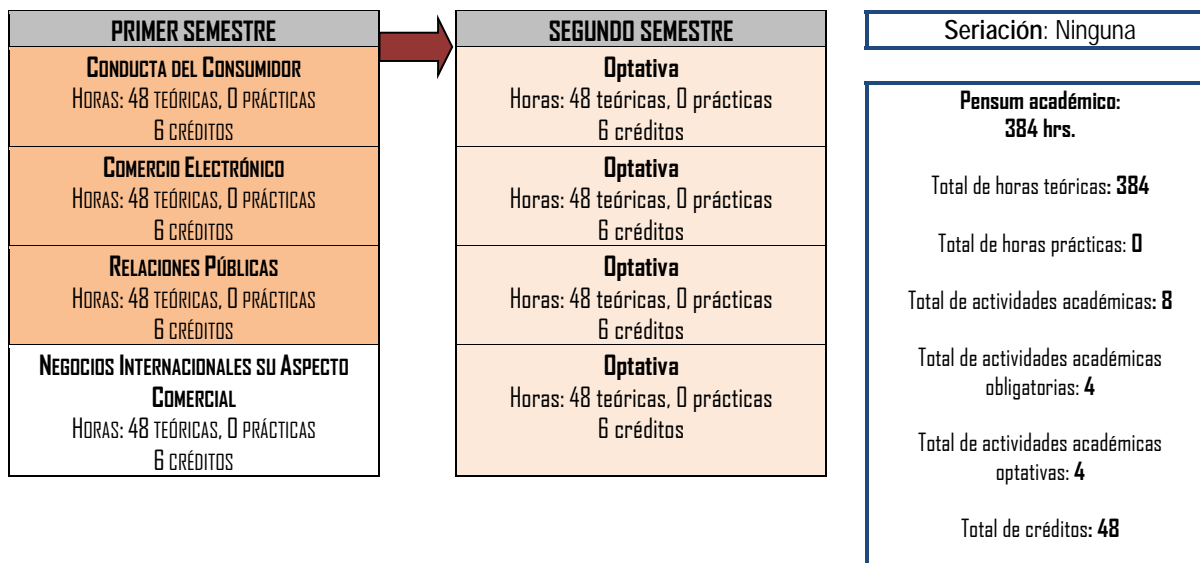 PRIMER SEMESTRE
CONDUCTA DEL CONSUMIDOR
HORAS: 48 TEÓRICAS, 0 PRÁCTICAS
6 CRÉDITOS
COMERCIO ELECTRÓNICO
HORAS: 48 TEÓRICAS, 0 PRÁCTICAS
6 CRÉDITOS
RELACIONES PÚBLICAS
HORAS: 48 TEÓRICAS, 0 PRÁCTICAS
6 CRÉDITOS
NEGOCIOS INTERNACIONALES SU ASPECTO
COMERCIAL
HORAS: 48 TEÓRICAS, 0 PRÁCTICAS
6 CRÉDITOS
SEGUNDO SEMESTRE
Optativa
Horas: 48 teóricas, 0 prácticas
6 créditos
Optativa
Horas: 48 teóricas, 0 prácticas
6 créditos
Optativa
Horas: 48 teóricas, 0 prácticas
6 créditos
Optativa
Horas: 48 teóricas, 0 prácticas
6 créditos
Seriación: Ninguna
Pensum académico:
384 hrs.
Total de horas teóricas: 384
Total de horas prácticas: 0
Total de actividades académicas: 8
Total de actividades académicas
obligatorias: 4
Total de actividades académicas
optativas: 4
Total de créditos: 48